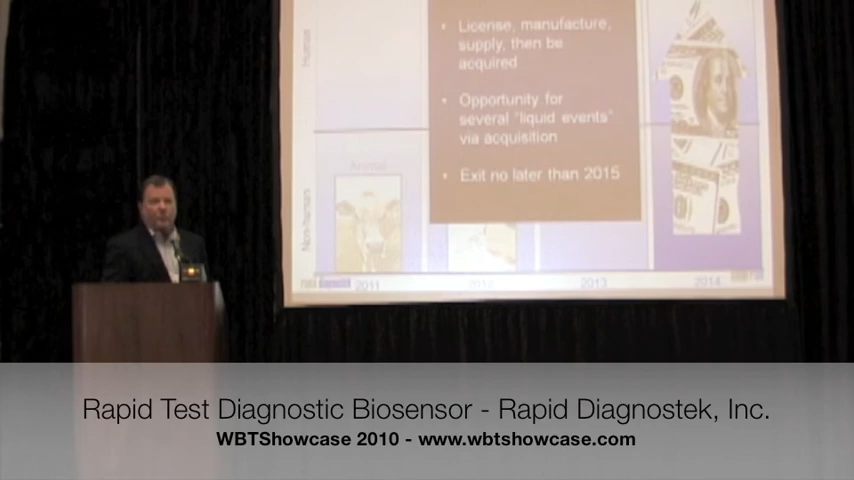 Human
• License, manufacture,
supply, then be
acquired
• Opportunity for
several "liquid events"
via acquisition
• Exit no later than 2015
Animal
Non-human
rapid diagnostek
2011
2012
2013
2014
Rapid Test Diagnostic Biosensor - Rapid Diagnostek, Inc.
WBTShowcase 2010 - www.wbtshowcase.com